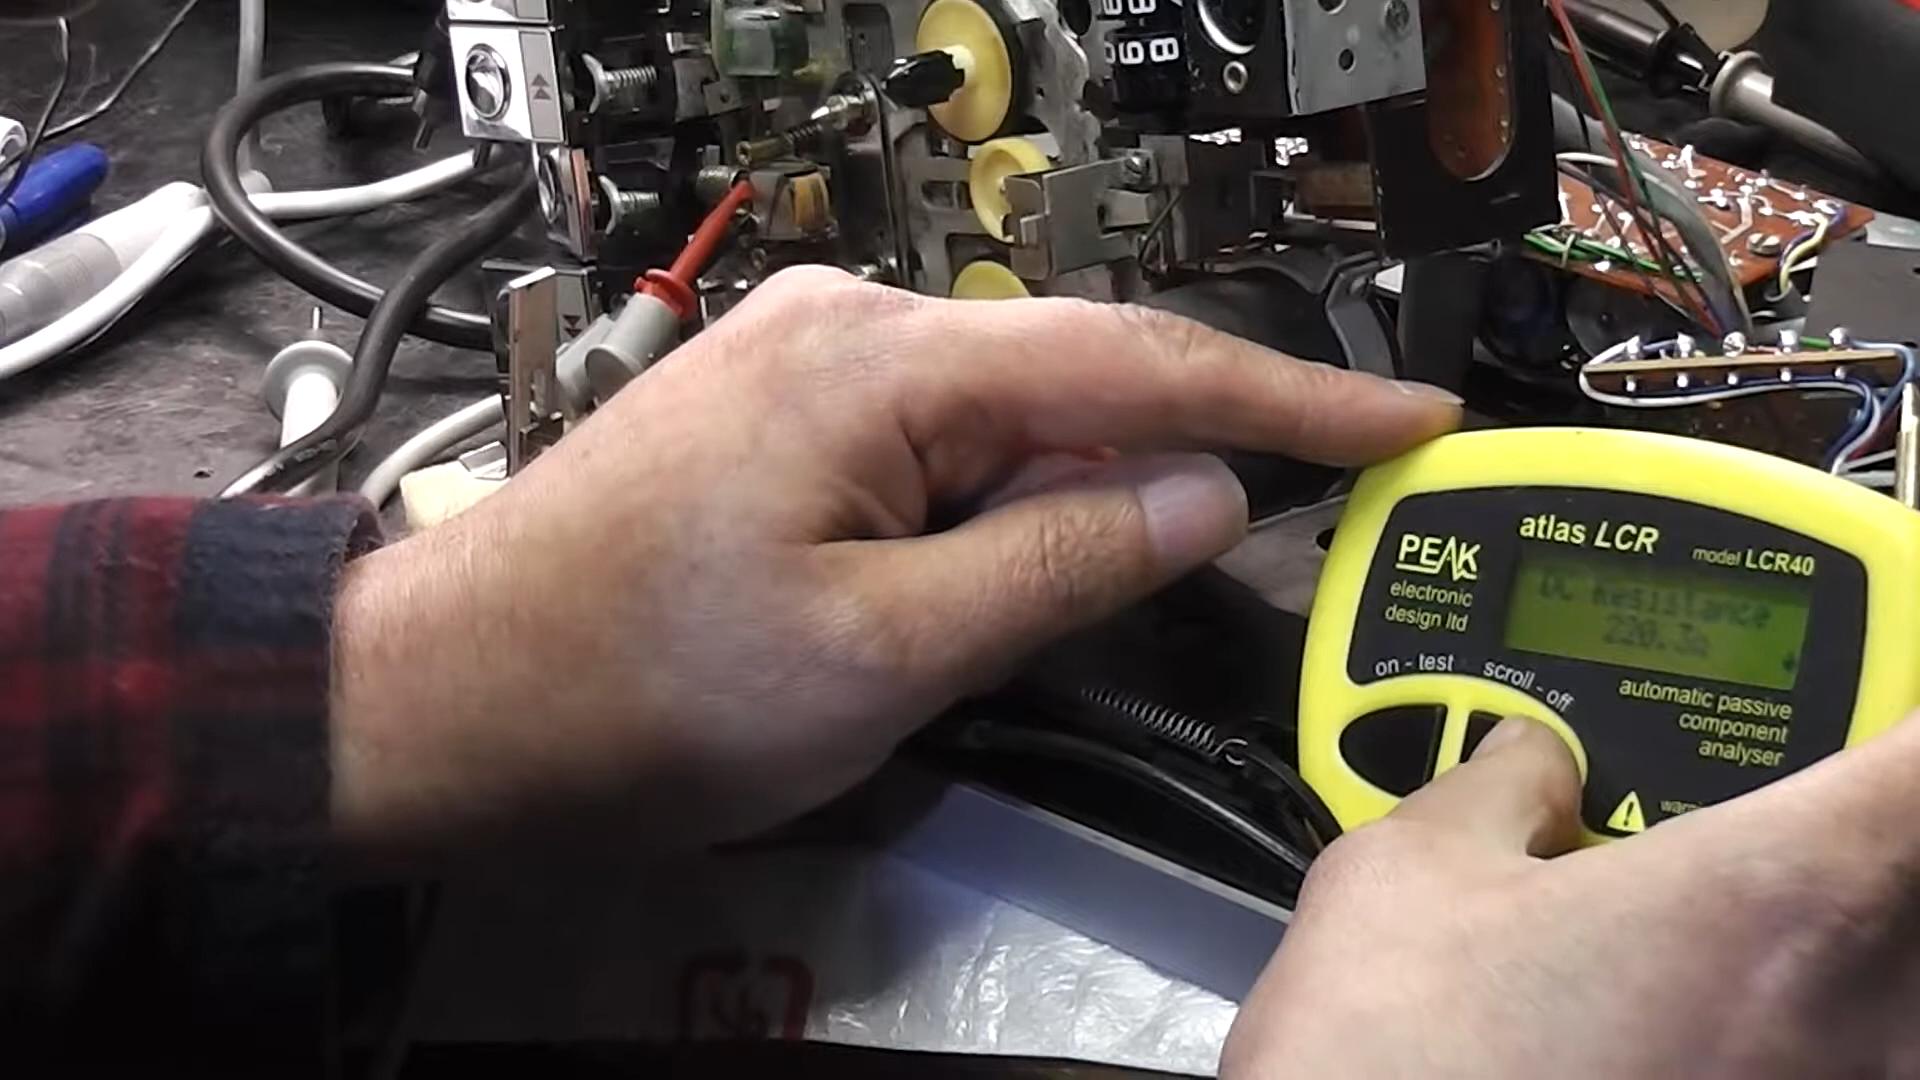 atlas LCR
model LCR40
PEAK
electronic
design ltd
DC Resistance
220.3Ω
on - test
scroll - off
automatic passive
component
analyser